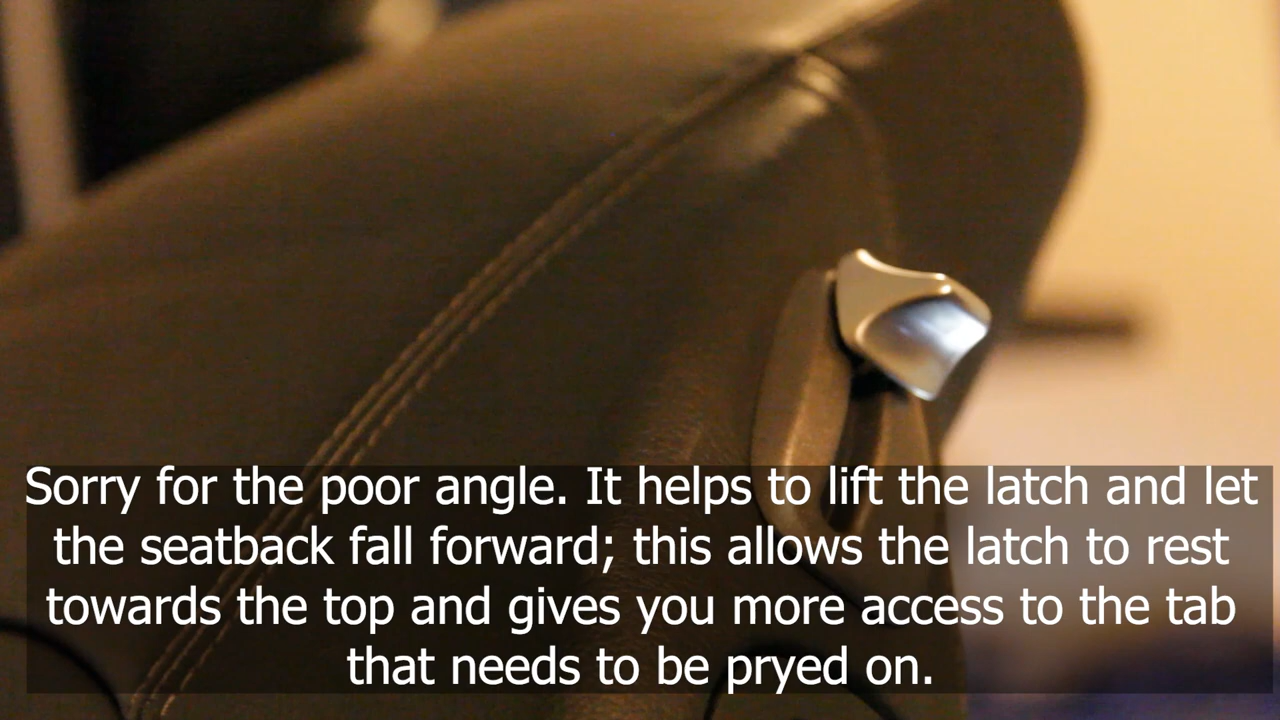 Sorry for the poor angle. It helps to lift the latch and let
the seatback fall forward; this allows the latch to rest
towards the top and gives you more access to the tab
that needs to be pryed on.